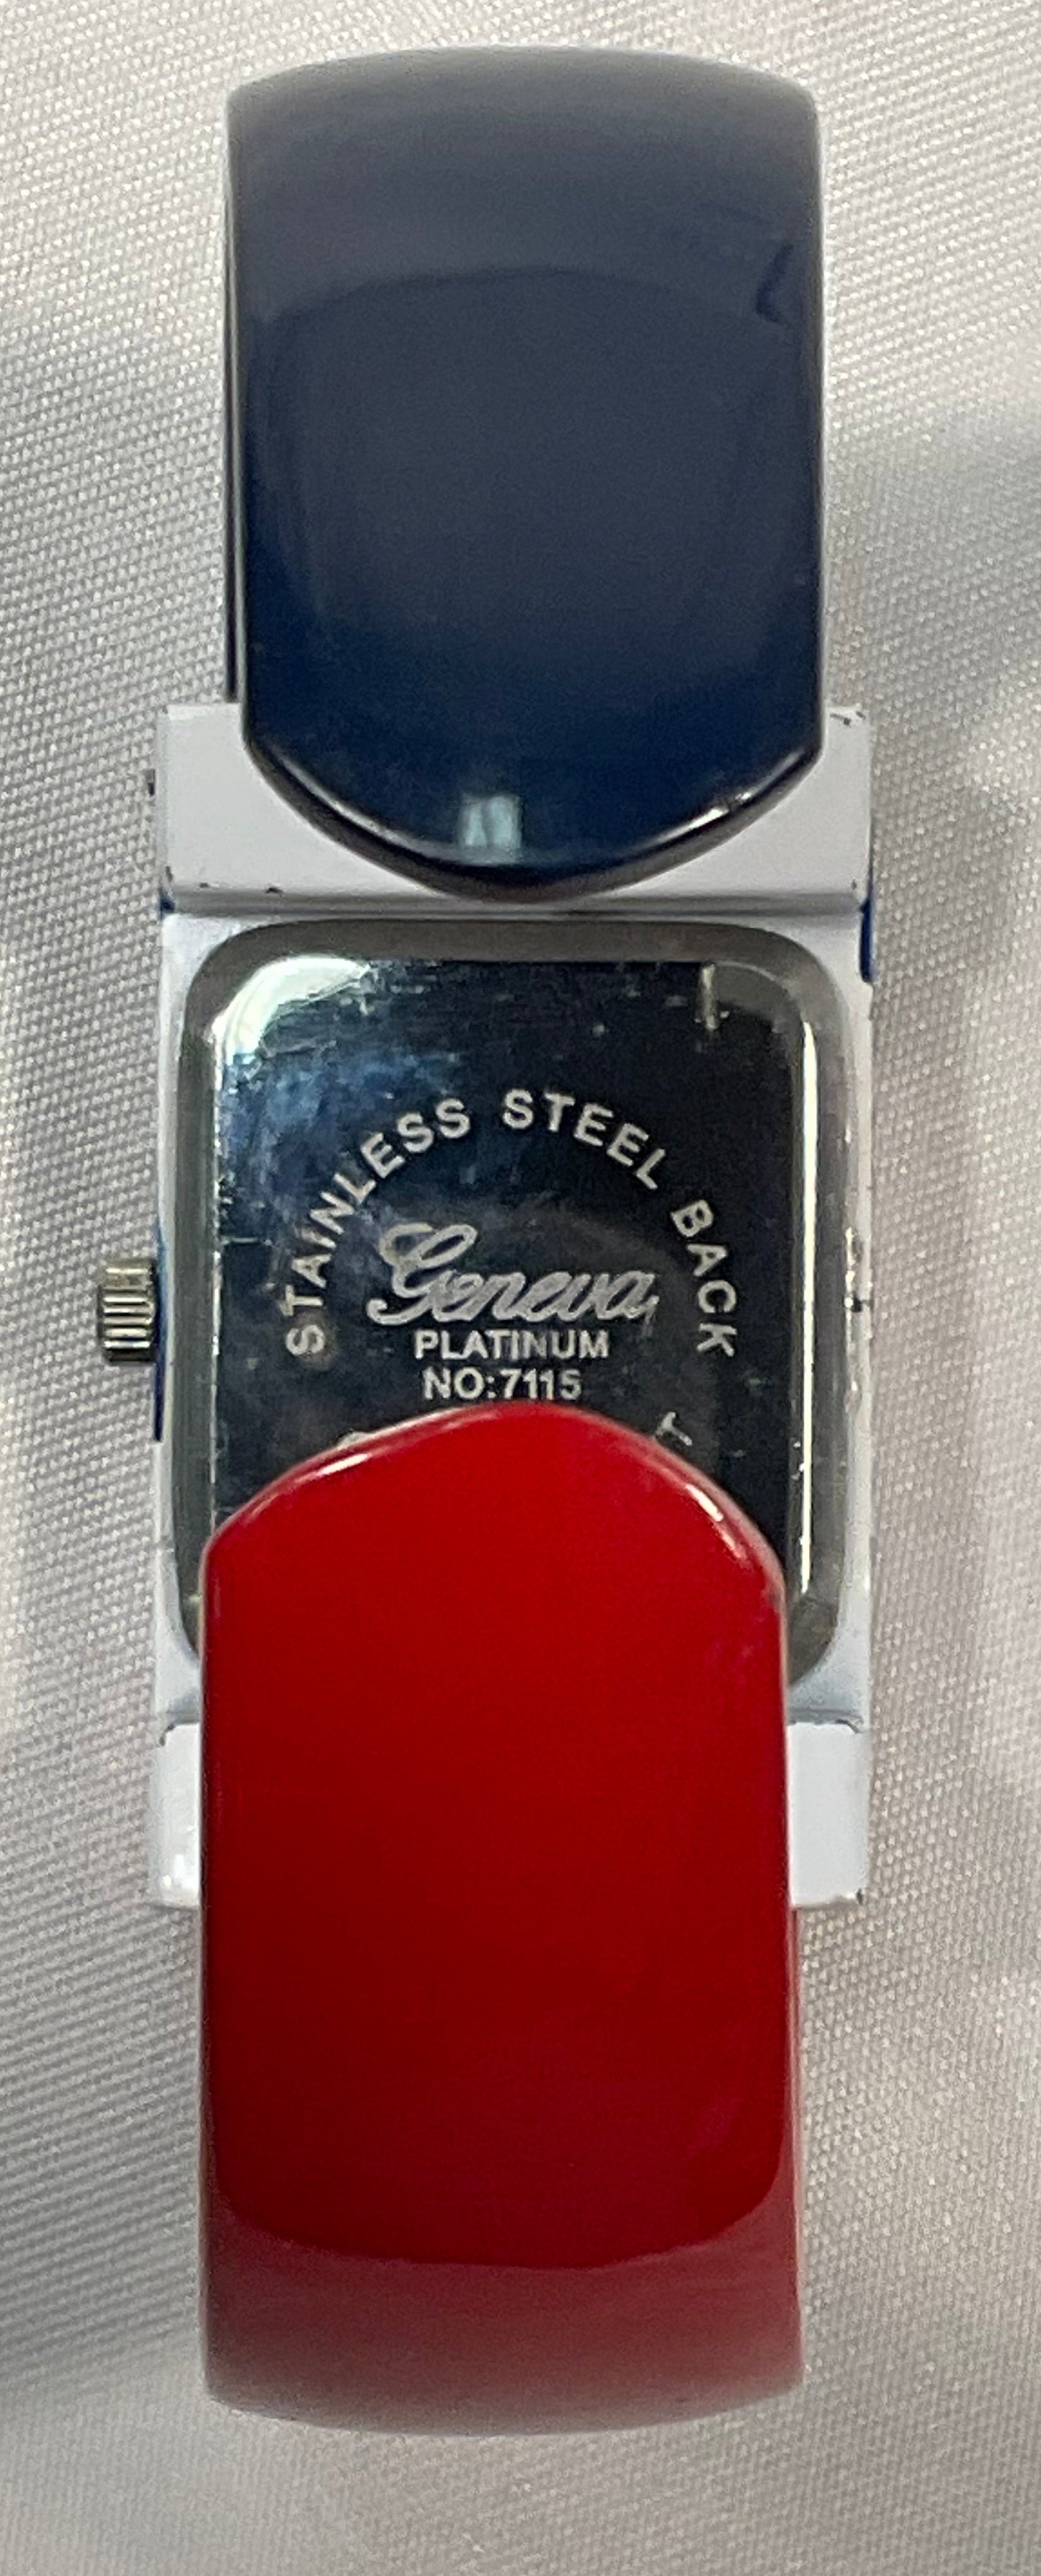 STAINLESS STEEL BACK
Geneva
PLATINUM
NO:7115